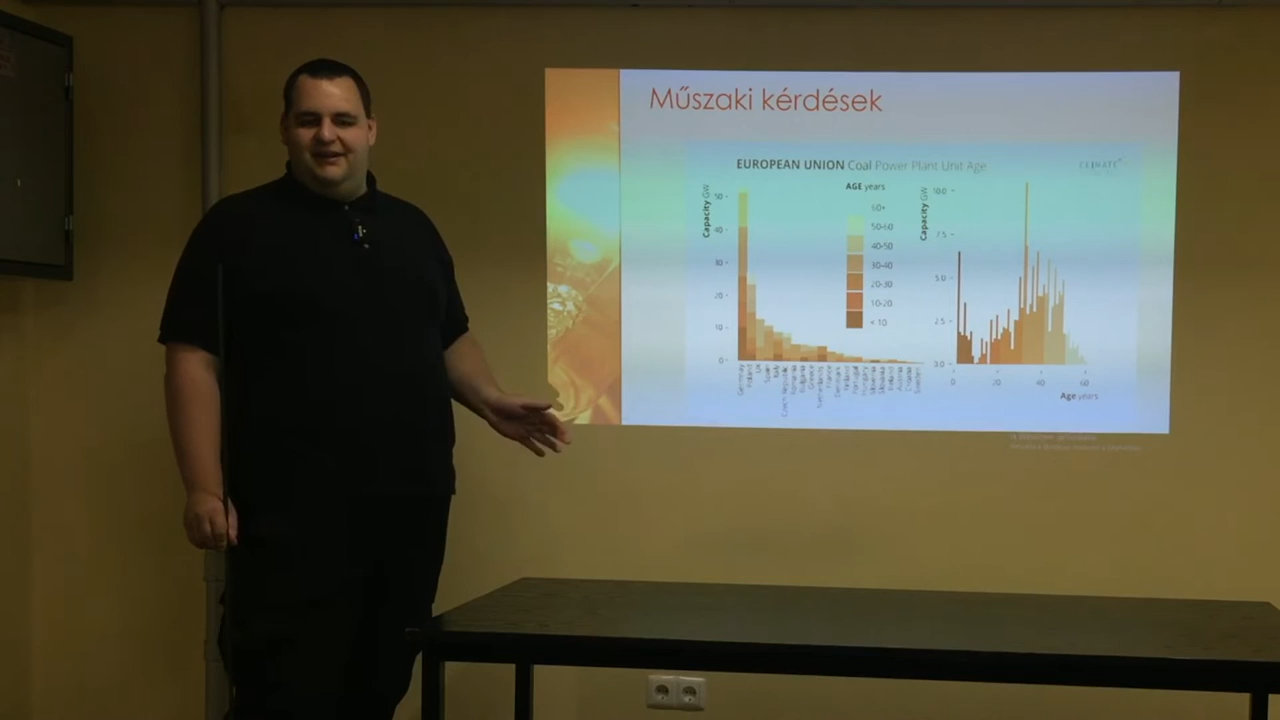 Műszaki kérdések
EUROPEAN UNION Coal Power Plant Unit Age
CLIMATE
AGE years
60+
50-60
40-50
30-40
20-30
10-20
< 10
Capacity GW
50
40
30
20
10
0
Germany
Poland
UK
Spain
Italy
Czech Republic
Romania
Bulgaria
Greece
Netherlands
France
Denmark
Finland
Portugal
Hungary
Slovenia
Slovakia
Ireland
Austria
Croatia
Sweden
Capacity GW
10.0
7.5
5.0
2.5
0.0
0
20
40
60
Age years